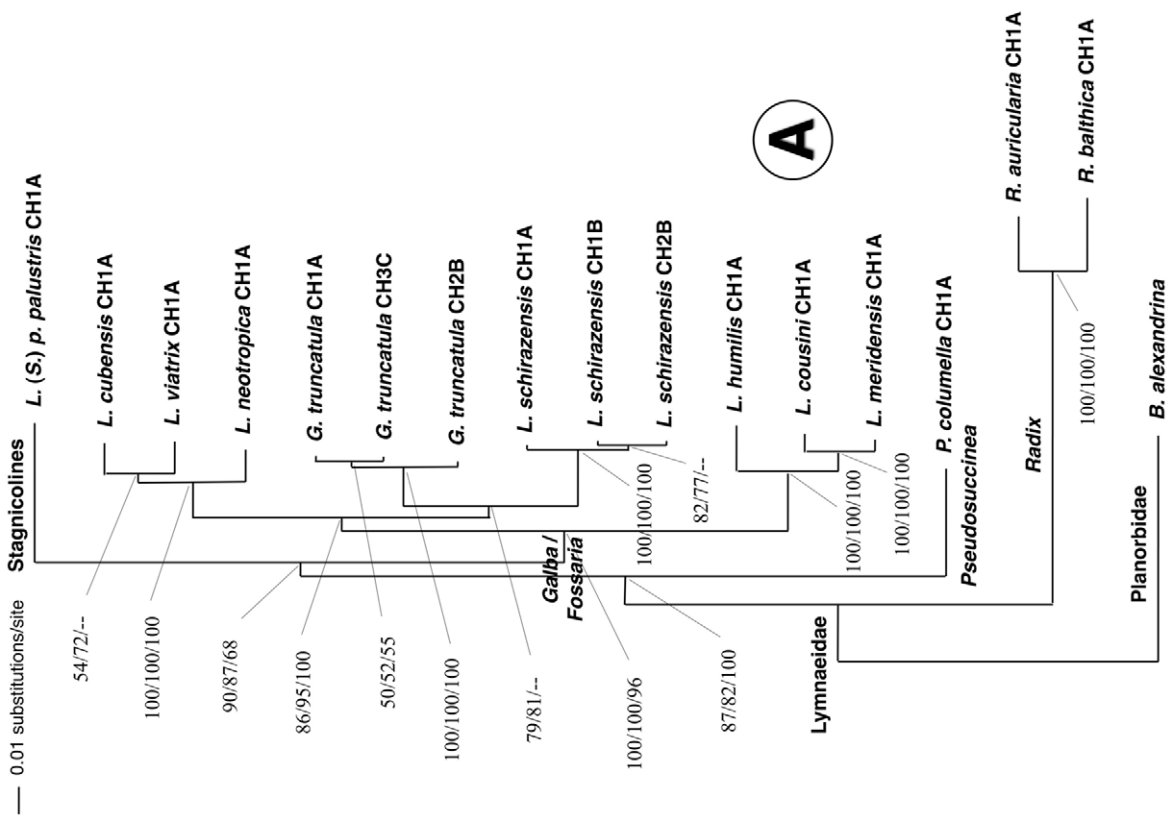 0.01 substitutions/site
Stagnicolines
L. (S.) p. palustris CH1A
54/72/--
L. cubensis CH1A
L. viatrix CH1A
100/100/100
L. neotropica CH1A
90/87/68
86/95/100
G. truncatula CH1A
50/52/55
G. truncatula CH3C
100/100/100
G. truncatula CH2B
79/81/--
Galba /
Fossaria
L. schirazensis CH1A
L. schirazensis CH1B
100/100/100
L. schirazensis CH2B
82/77/--
100/100/96
L. humilis CH1A
87/82/100
A
L. cousini CH1A
100/100/100
L. meridensis CH1A
100/100/100
Lymnaeidae
P. columella CH1A
Pseudosuccinea
R. auricularia CH1A
Radix
R. balthica CH1A
100/100/100
Planorbidae
B. alexandrina